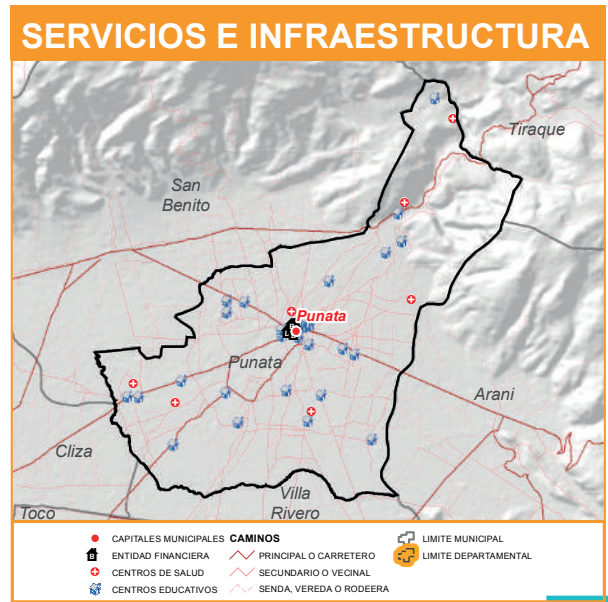 SERVICIOS E INFRAESTRUCTURA
Tiraque
San
Benito
Punata
Punata
Arani
Cliza
Villa
Rivero
Toco
CAPITALES MUNICIPALES
ENTIDAD FINANCIERA
CENTROS DE SALUD
CENTROS EDUCATIVOS
CAMINOS
PRINCIPAL O CARRETERO
SECUNDARIO O VECINAL
SENDA, VEREDA O RODEERA
LIMITE MUNICIPAL
LIMITE DEPARTAMENTAL